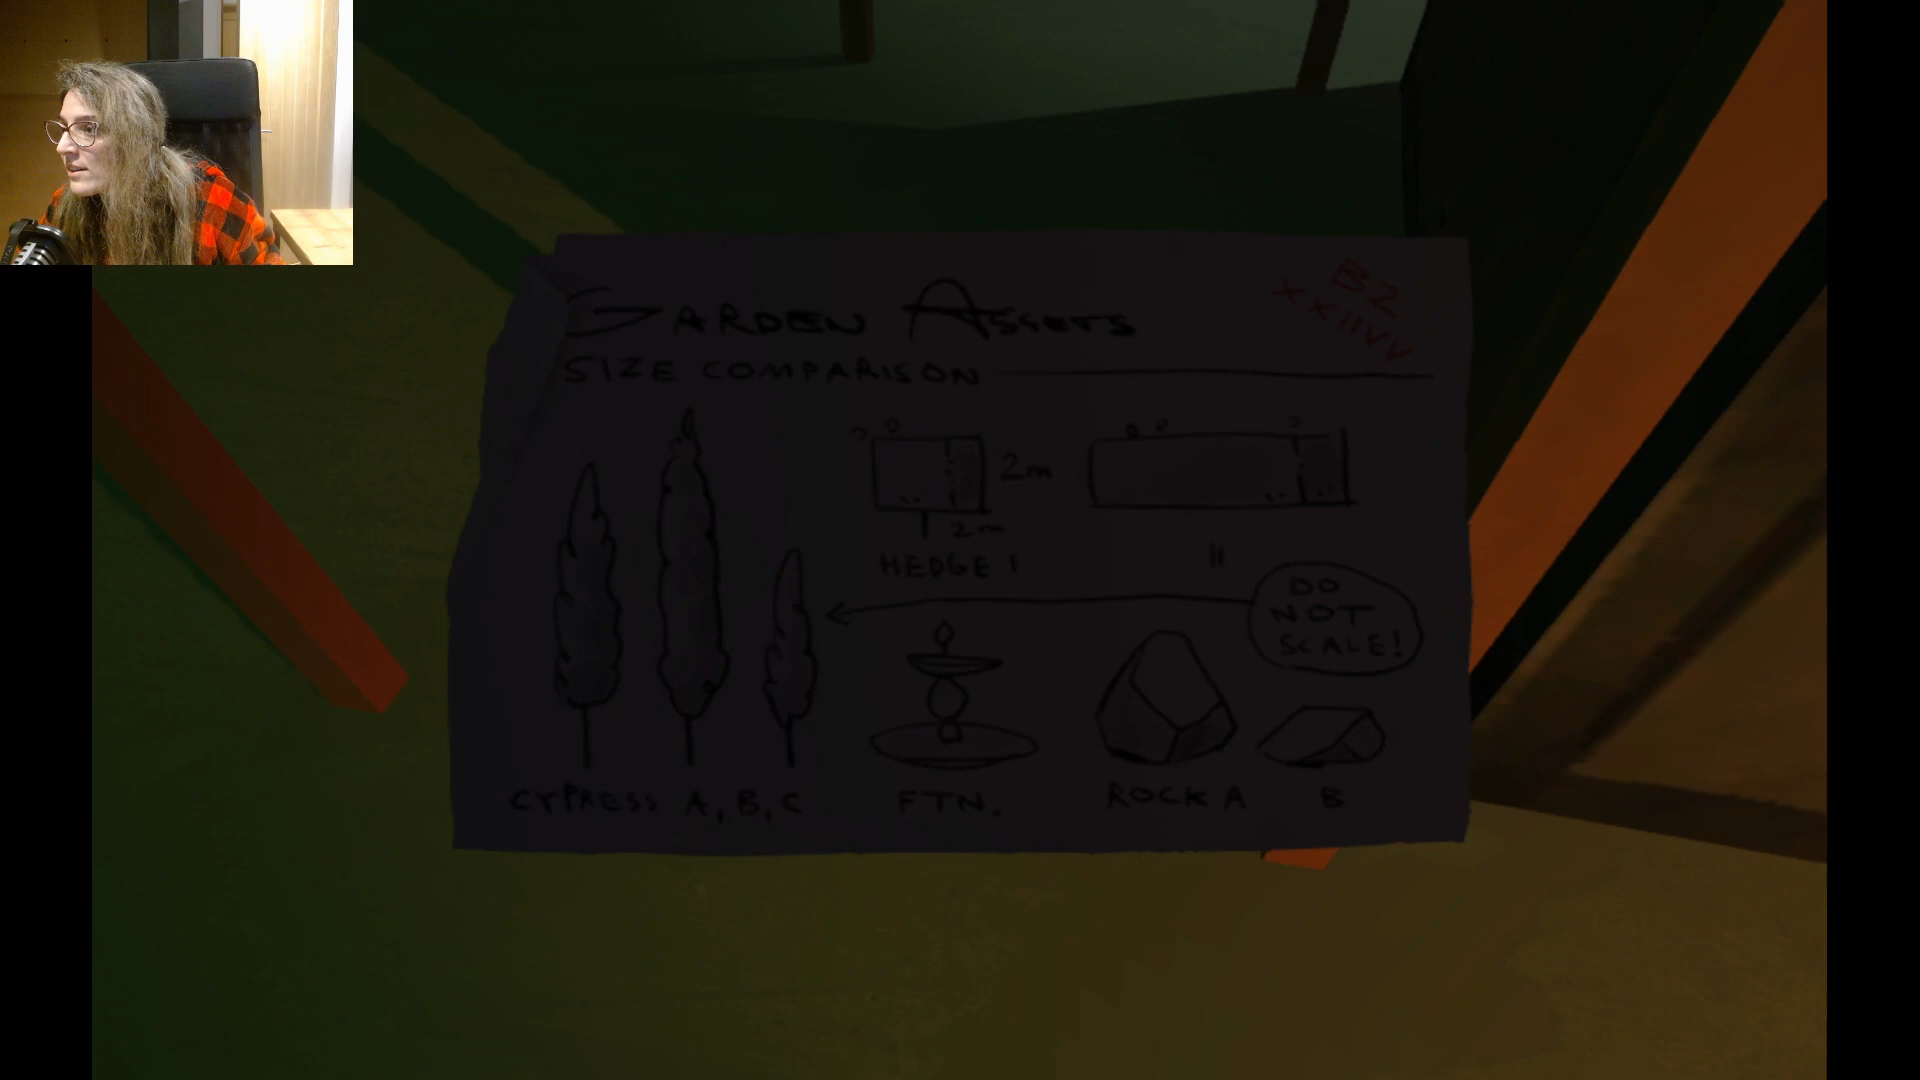 GARDEN ASSETS
B2
XXIIVV
SIZE COMPARISON
2m
2m
HEDGE I
II
DO
NOT
SCALE!
CYPRESS A, B, C
FTN.
ROCK A
B